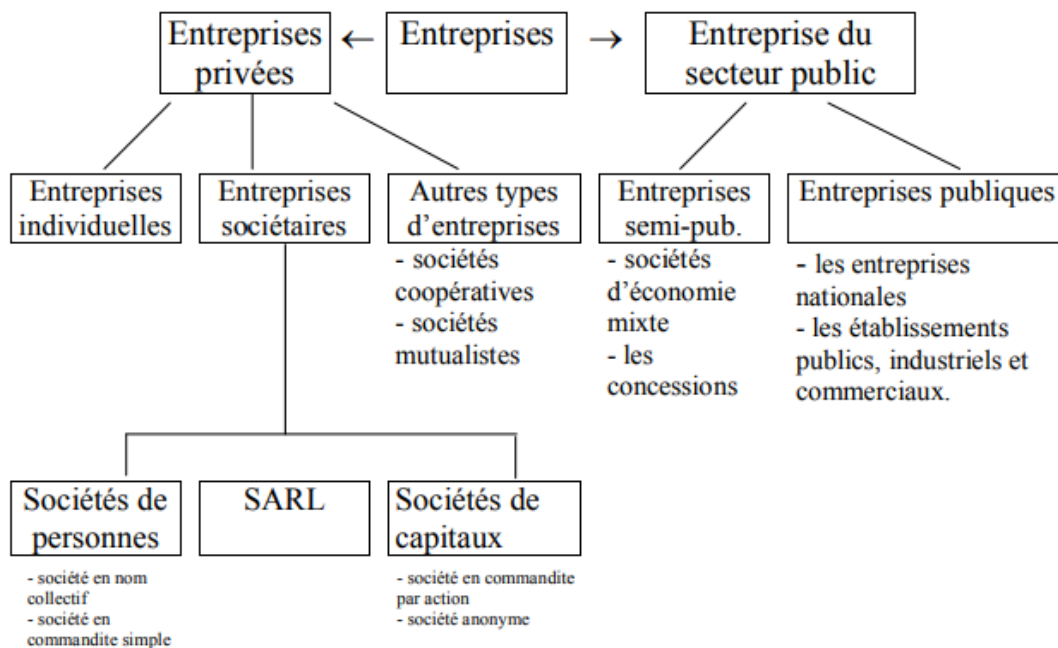 Entreprises
privées
←
Entreprises
→
Entreprise du
secteur public
Entreprises
individuelles
Entreprises
sociétaires
Autres types
d'entreprises
- sociétés
coopératives
- sociétés
mutualistes
Entreprises
semi-pub.
- sociétés
d'économie
mixte
- les
concessions
Entreprises publiques
- les entreprises
nationales
- les établissements
publics, industriels et
commerciaux.
Sociétés de
personnes
- société en nom
collectif
- société en
commandite simple
SARL
Sociétés de
capitaux
- société en commandite
par action
- société anonyme